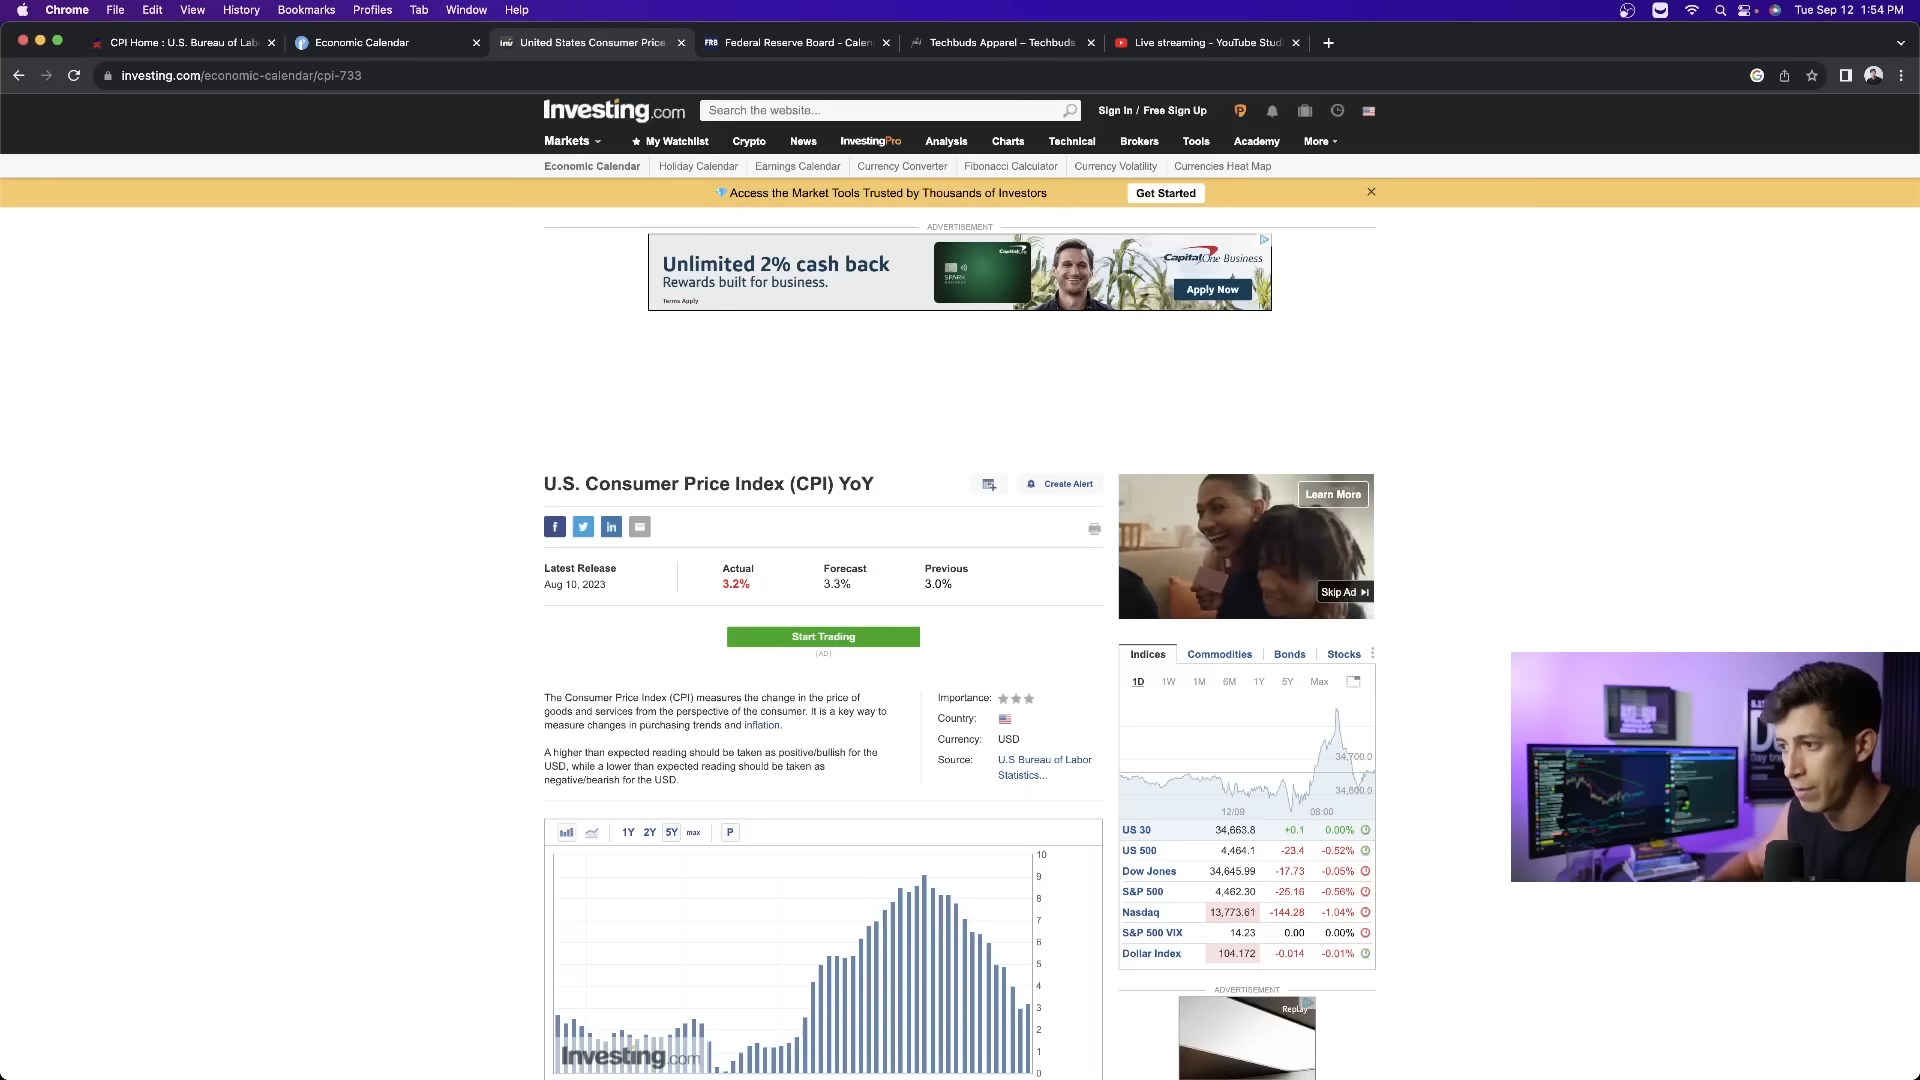 Chrome File Edit View History Bookmarks Profiles Tab Window Help Tue Sep 12 1:54 PM
CPI Home : U.S. Bureau of Lab Economic Calendar United States Consumer Price FRB Federal Reserve Board - Calen Techbuds Apparel – Techbuds Live streaming - YouTube Stud
investing.com/economic-calendar/cpi-733
Investing.com Search the website... Sign In / Free Sign Up
Markets My Watchlist Crypto News InvestingPro Analysis Charts Technical Brokers Tools Academy More
Economic Calendar Holiday Calendar Earnings Calendar Currency Converter Fibonacci Calculator Currency Volatility Currencies Heat Map
Access the Market Tools Trusted by Thousands of Investors Get Started
ADVERTISEMENT
Unlimited 2% cash back
Rewards built for business.
Terms Apply
Capital One
SPARK
BUSINESS
Capital One Business
Apply Now
U.S. Consumer Price Index (CPI) YoY
Create Alert
Learn More
Skip Ad
Latest Release Actual Forecast Previous
Aug 10, 2023 3.2% 3.3% 3.0%
Start Trading
| AD |
The Consumer Price Index (CPI) measures the change in the price of
goods and services from the perspective of the consumer. It is a key way to
measure changes in purchasing trends and inflation.
A higher than expected reading should be taken as positive/bullish for the
USD, while a lower than expected reading should be taken as
negative/bearish for the USD.
Importance:
Country:
Currency: USD
Source: U.S Bureau of Labor
Statistics...
1Y 2Y 5Y max P
10
9
8
7
6
5
4
3
2
1
0
Investing.com
Indices Commodities Bonds Stocks
1D 1W 1M 6M 1Y 5Y Max
34,700.0
34,600.0
12/09 08:00
US 30 34,663.8 +0.1 0.00%
US 500 4,464.1 -23.4 -0.52%
Dow Jones 34,645.99 -17.73 -0.05%
S&P 500 4,462.30 -25.16 -0.56%
Nasdaq 13,773.61 -144.28 -1.04%
S&P 500 VIX 14.23 0.00 0.00%
Dollar Index 104.172 -0.014 -0.01%
ADVERTISEMENT
Replay